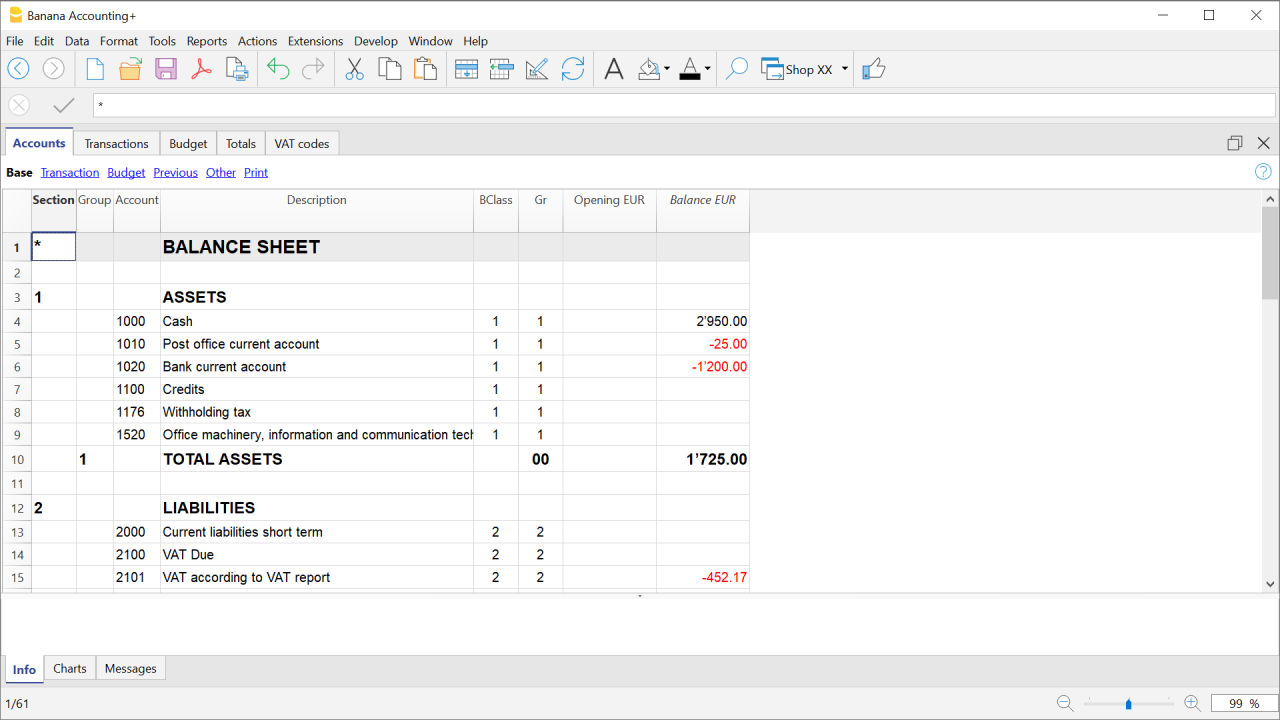 Banana Accounting+
File Edit Data Format Tools Reports Actions Extensions Develop Window Help
Shop XX
*
Accounts Transactions Budget Totals VAT codes
Base Transaction Budget Previous Other Print
Section Group Account Description BClass Gr Opening EUR Balance EUR
1 * BALANCE SHEET
2
3 1 ASSETS
4 1000 Cash 1 1 2'950.00
5 1010 Post office current account 1 1 -25.00
6 1020 Bank current account 1 1 -1'200.00
7 1100 Credits 1 1
8 1176 Withholding tax 1 1
9 1520 Office machinery, information and communication tech 1 1
10 1 TOTAL ASSETS 00 1'725.00
11
12 2 LIABILITIES
13 2000 Current liabilities short term 2 2
14 2100 VAT Due 2 2
15 2101 VAT according to VAT report 2 2 -452.17
Info Charts Messages
1/61 99 %